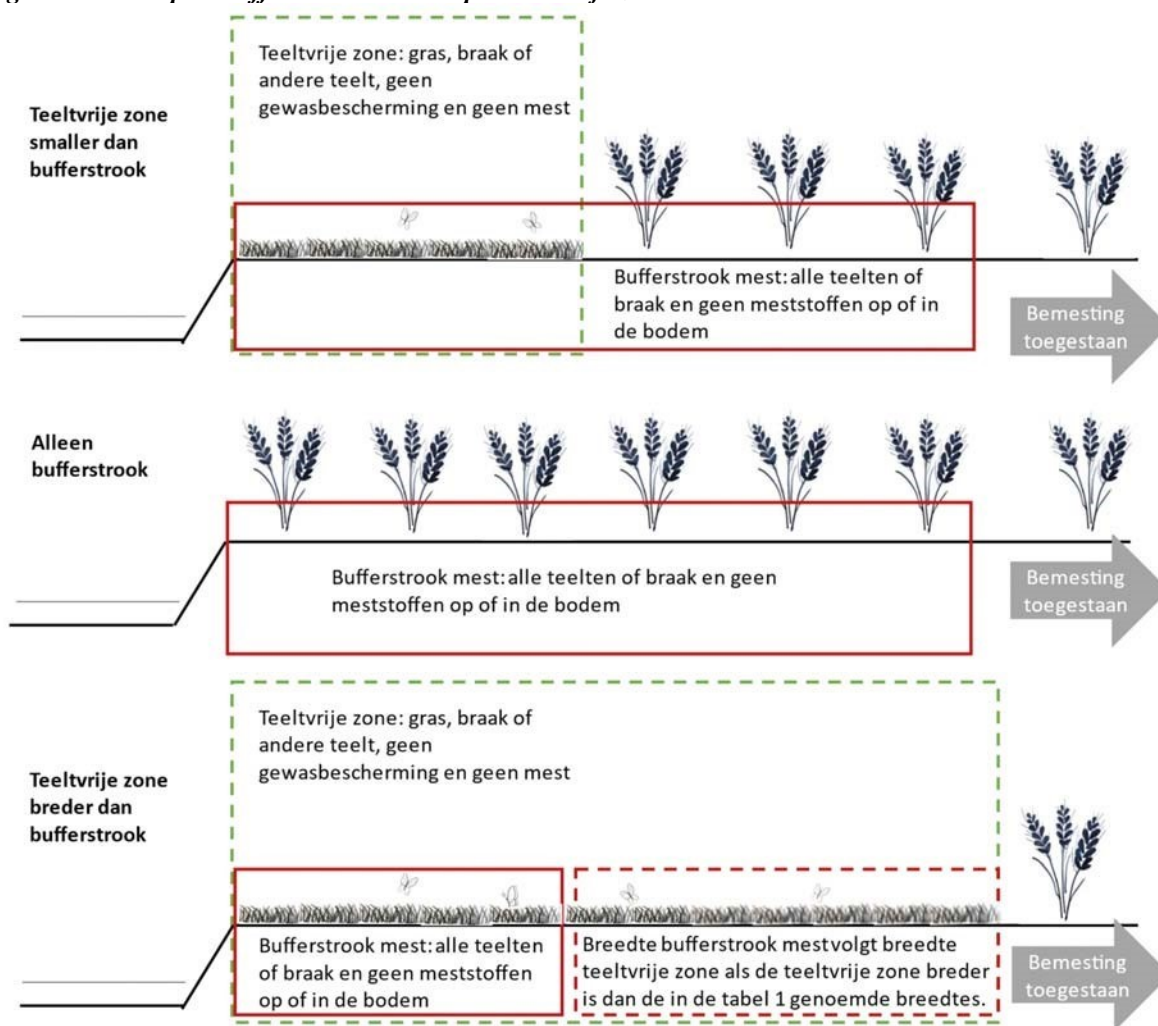 Teeltvrije zone: gras, braak of
andere teelt, geen
gewasbescherming en geen mest
Teeltvrije zone
smaller dan
bufferstrook
Bufferstrook mest: alle teelten of
braak en geen meststoffen op of in
de bodem
Bemesting
toegestaan
Alleen
bufferstrook
Bufferstrook mest: alle teelten of braak en geen
meststoffen op of in de bodem
Bemesting
toegestaan
Teeltvrije zone: gras, braak of
andere teelt, geen
gewasbescherming en geen mest
Teeltvrije zone
breder dan
bufferstrook
Bufferstrook mest: alle teelten
of braak en geen meststoffen
op of in de bodem
Breedte bufferstrook mest volgt breedte
teeltvrije zone als de teeltvrije zone breder
is dan de in de tabel 1 genoemde breedtes.
Bemesting
toegestaan